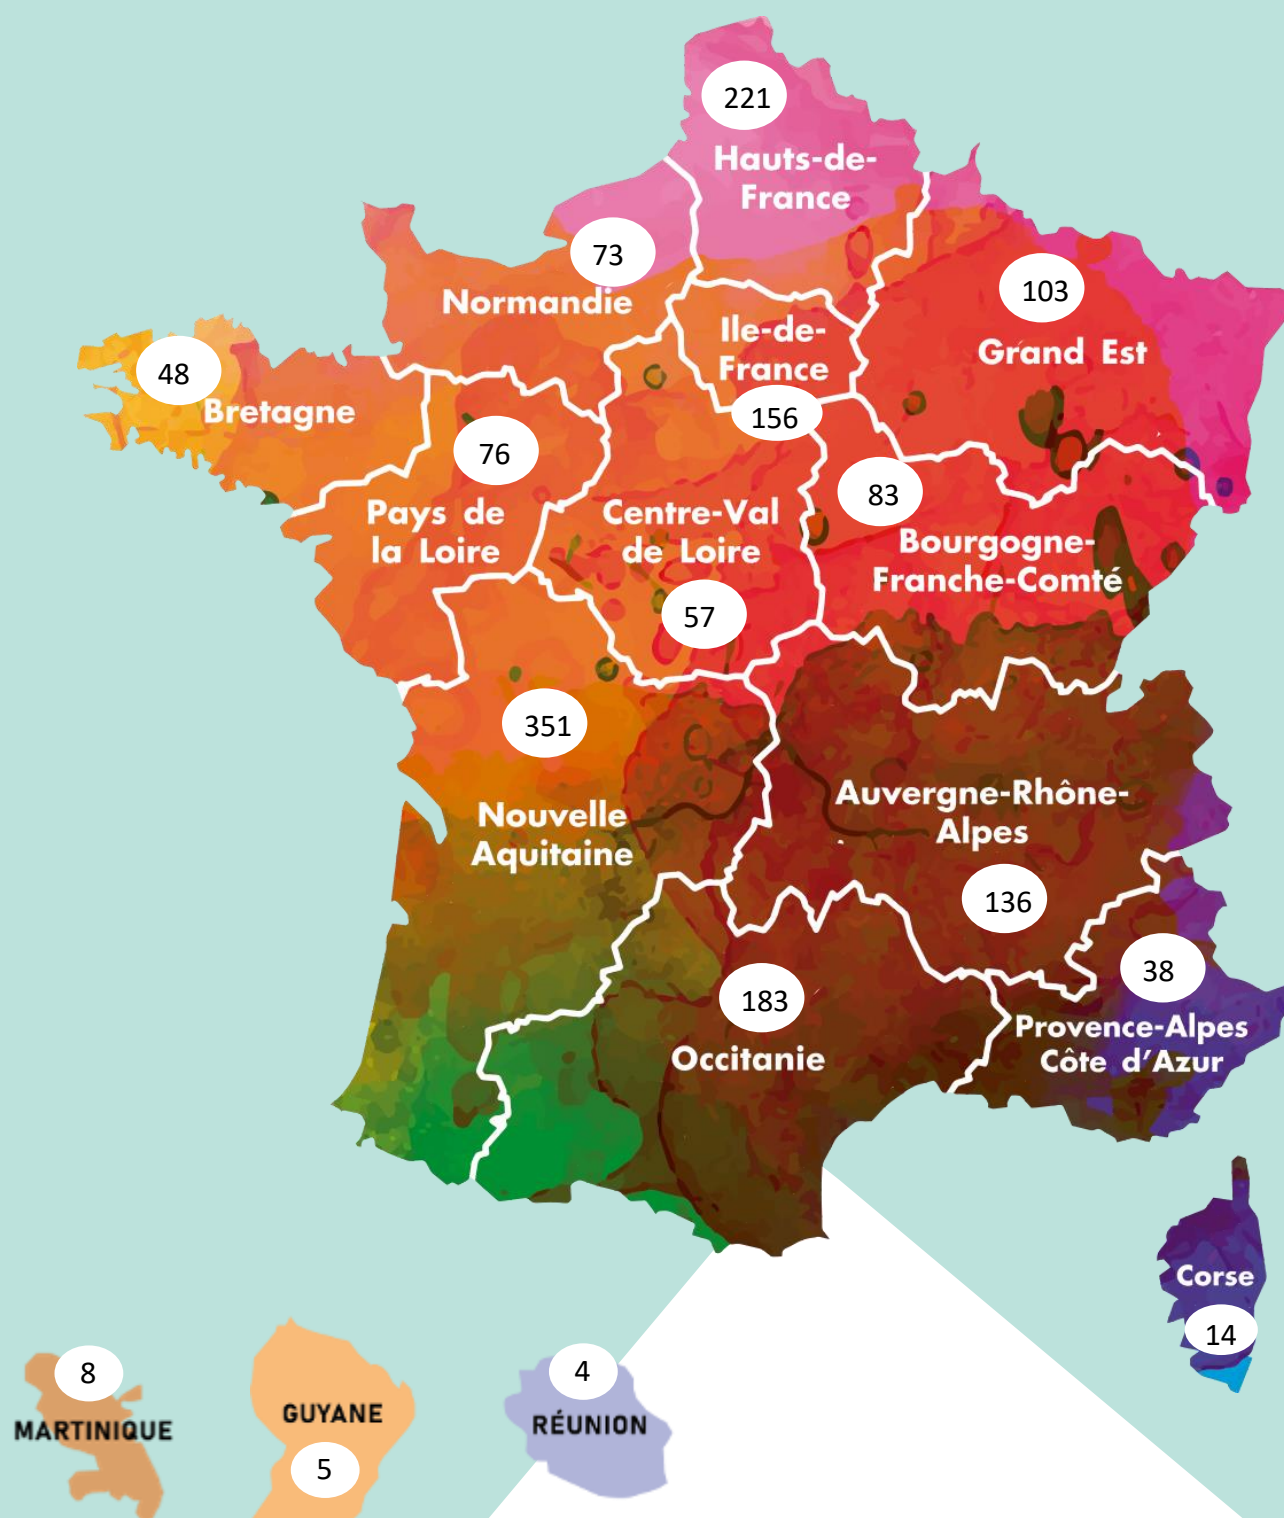 221
Hauts-de-
France
73
Normandie
103
Grand Est
Ile-de-
France
156
48
Bretagne
76
Pays de
la Loire
Centre-Val
de Loire
57
83
Bourgogne-
Franche-Comté
351
Nouvelle
Aquitaine
Auvergne-Rhône-
Alpes
136
38
Provence-Alpes
Côte d'Azur
183
Occitanie
Corse
14
8
MARTINIQUE
GUYANE
5
4
RÉUNION